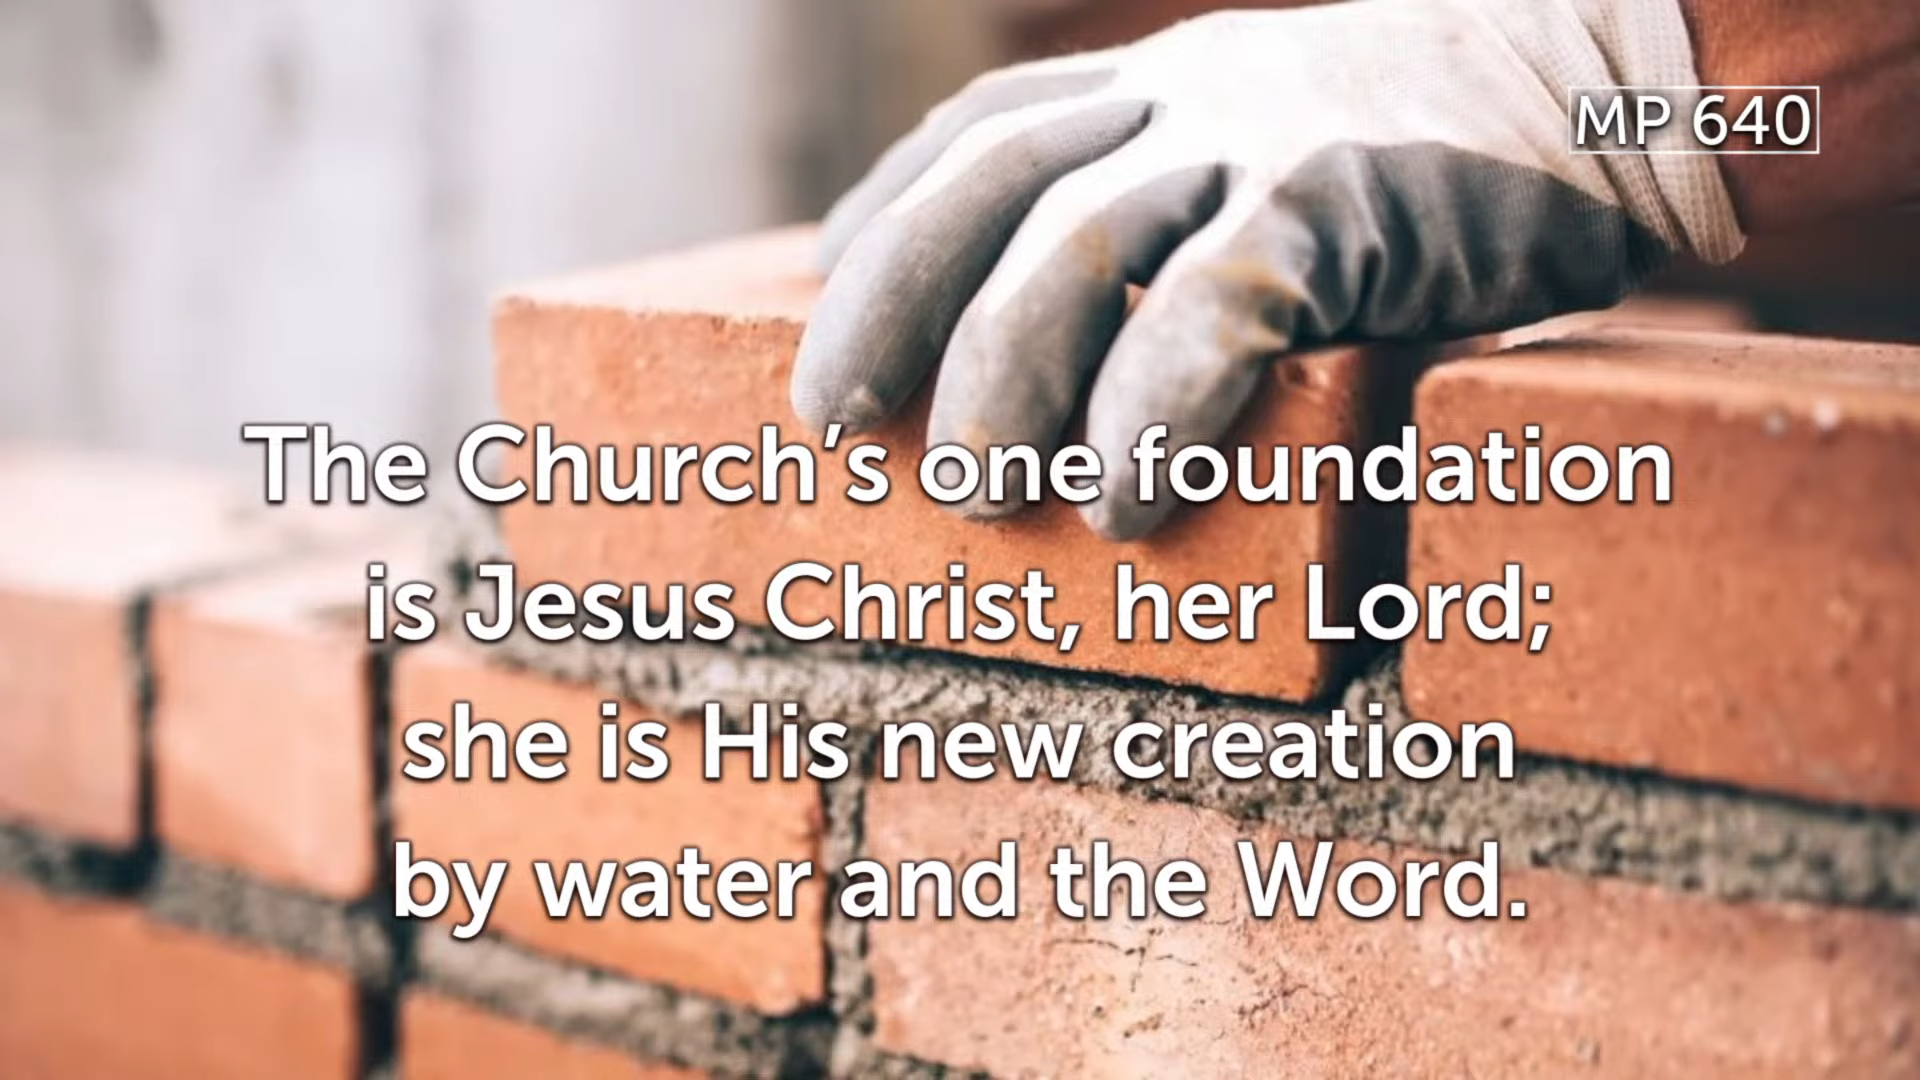 MP 640
The Church’s one foundation
is Jesus Christ, her Lord;
she is His new creation
by water and the Word.